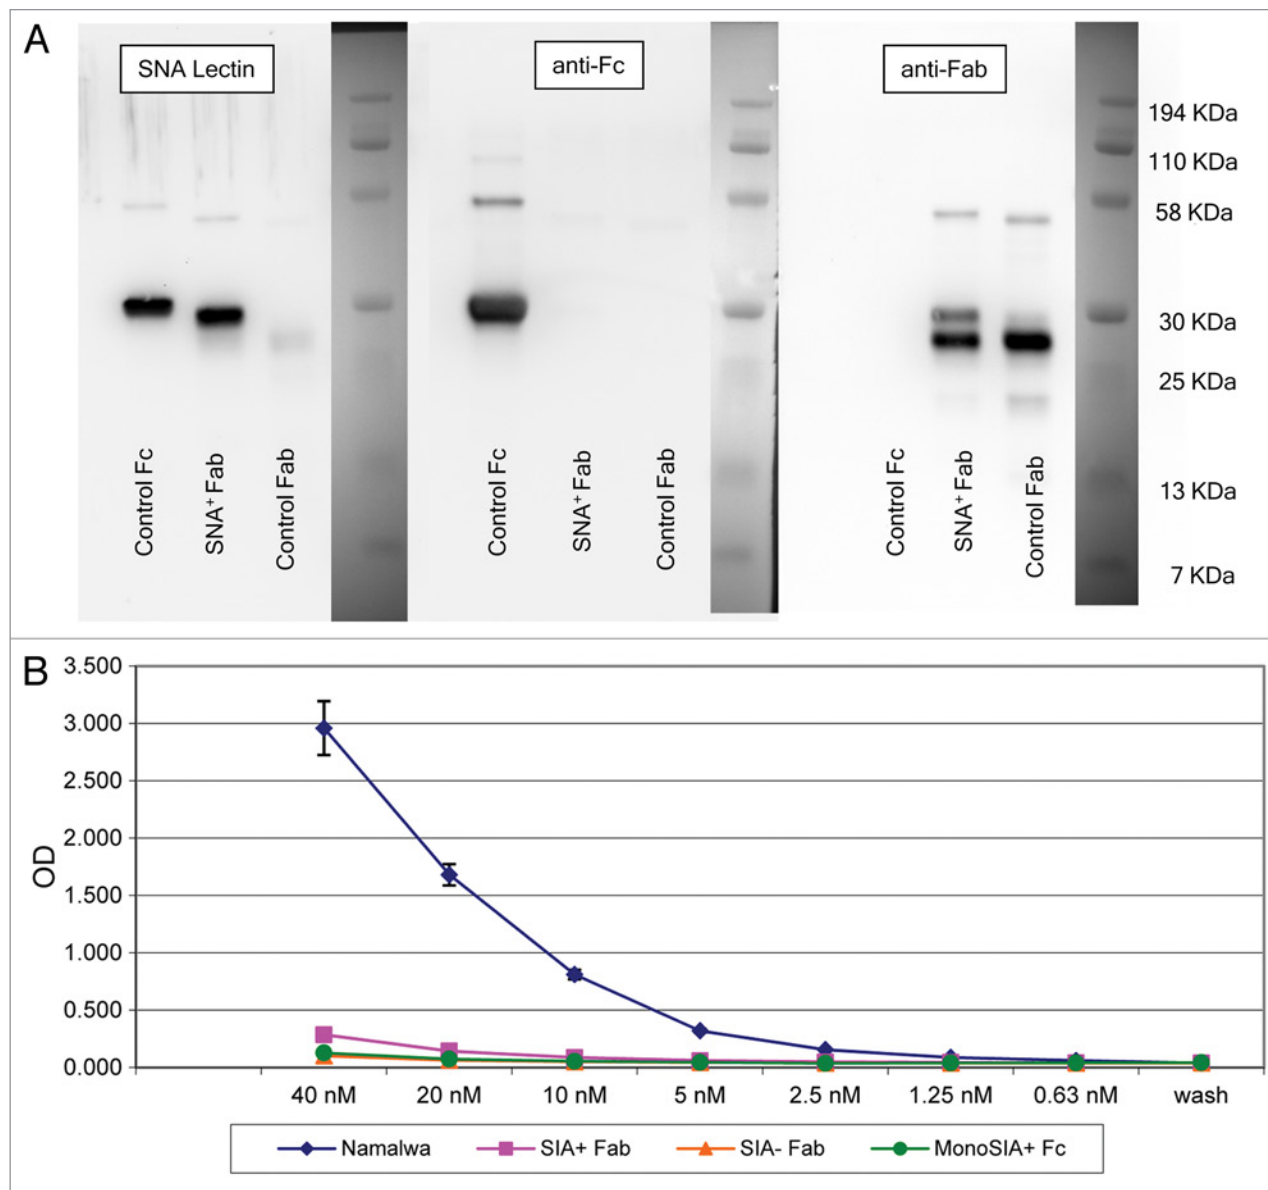 A
SNA Lectin
anti-Fc
anti-Fab
194 KDa
110 KDa
58 KDa
30 KDa
25 KDa
13 KDa
7 KDa
Control Fc
SNA⁺ Fab
Control Fab
Control Fc
SNA⁺ Fab
Control Fab
Control Fc
SNA⁺ Fab
Control Fab
B
3.500
3.000
2.500
2.000
1.500
1.000
0.500
0.000
OD
40 nM 20 nM 10 nM 5 nM 2.5 nM 1.25 nM 0.63 nM wash
Namalwa SIA+ Fab SIA- Fab MonoSIA+ Fc